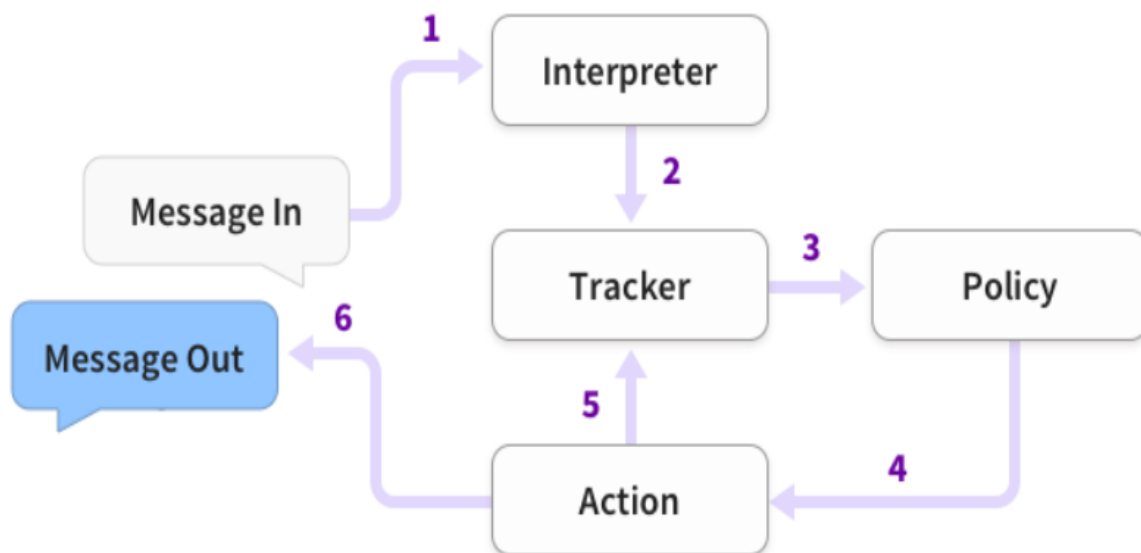 1
Interpreter
2
Message In
3
Tracker
Policy
6
Message Out
5
4
Action